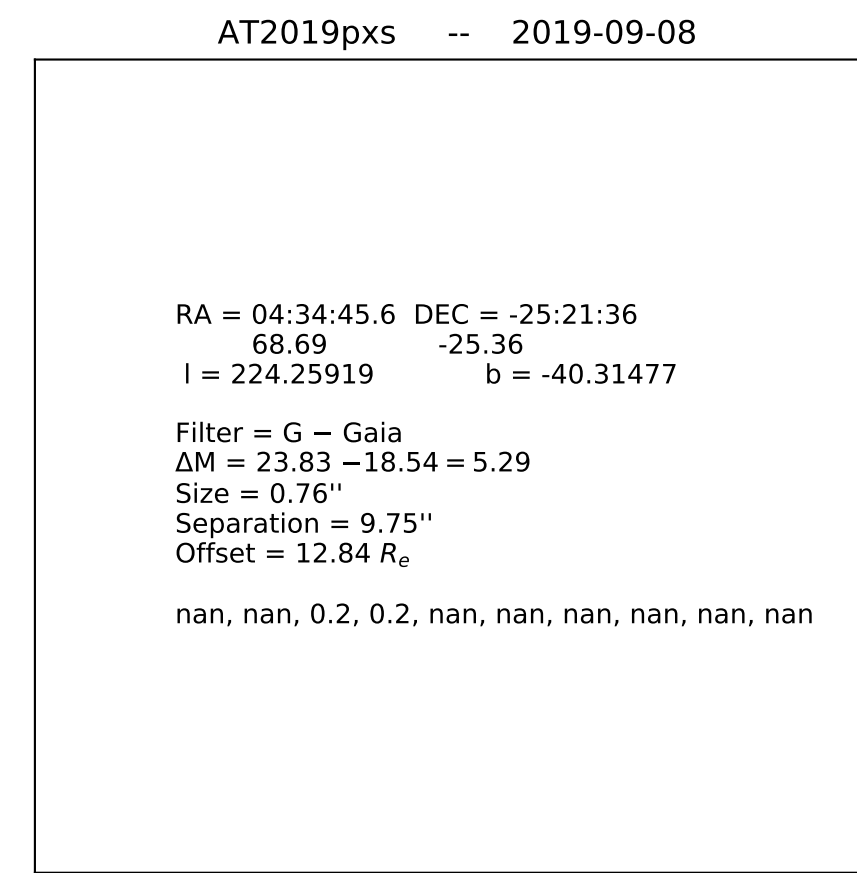 AT2019pxs -- 2019-09-08
RA = 04:34:45.6 DEC = -25:21:36
68.69 -25.36
l = 224.25919 b = -40.31477
Filter = G − Gaia
ΔM = 23.83 −18.54 = 5.29
Size = 0.76''
Separation = 9.75''
Offset = 12.84 Rₑ
nan, nan, 0.2, 0.2, nan, nan, nan, nan, nan, nan